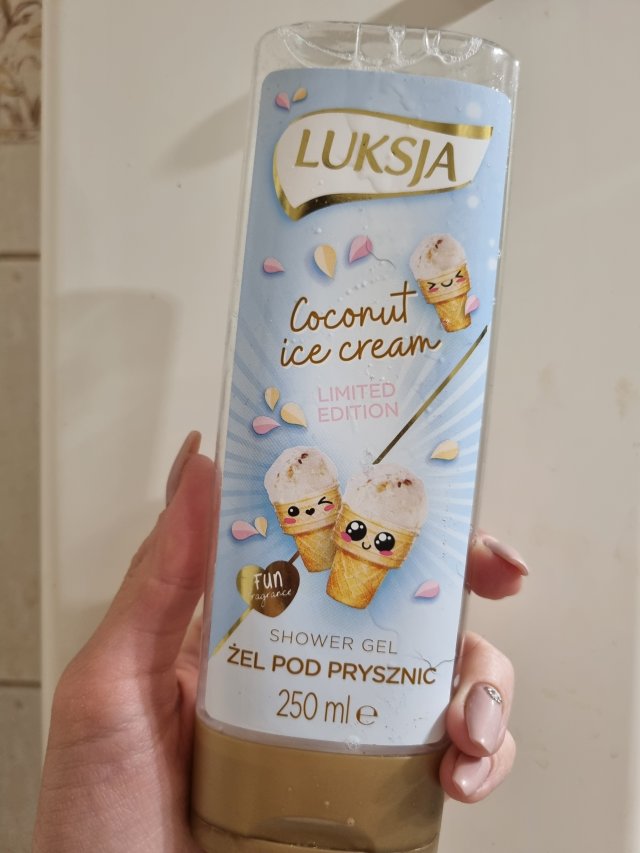 LUKSJA
Coconut
ice cream
LIMITED
EDITION
FUN
fragrance
SHOWER GEL
ŻEL POD PRYSZNIC
250 ml e